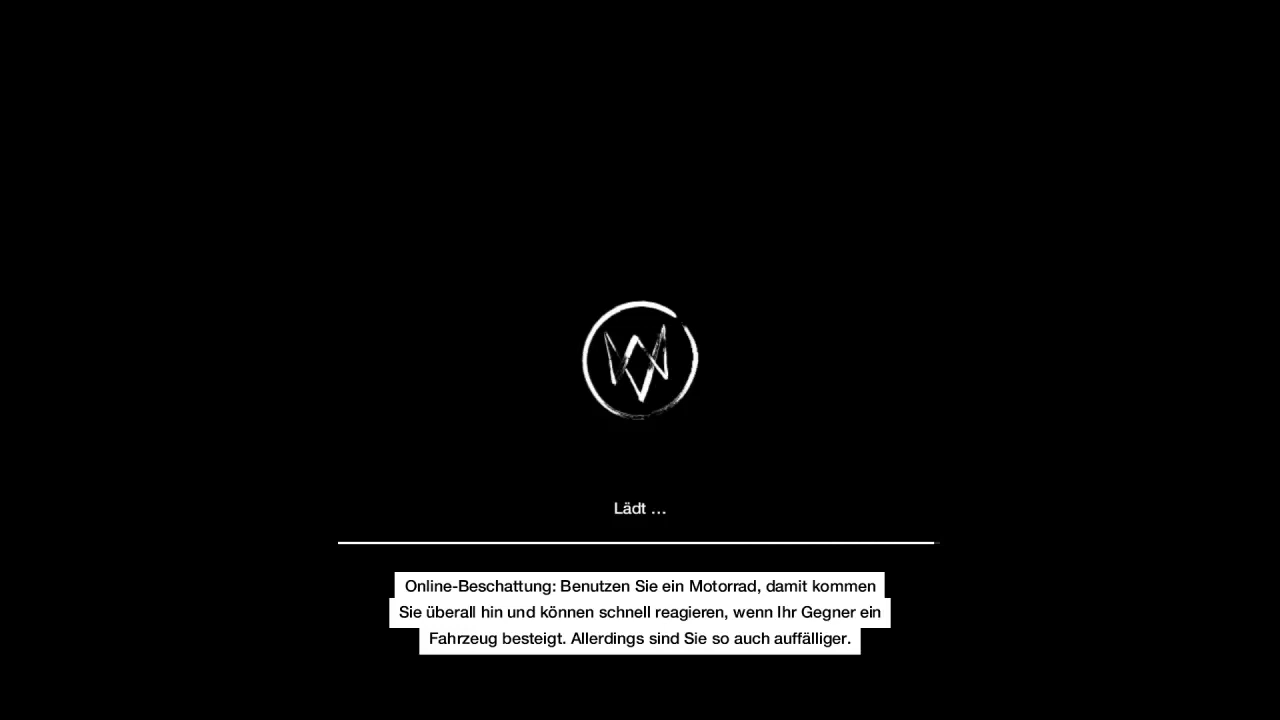 Lädt ...
Online-Beschattung: Benutzen Sie ein Motorrad, damit kommen
Sie überall hin und können schnell reagieren, wenn Ihr Gegner ein
Fahrzeug besteigt. Allerdings sind Sie so auch auffälliger.